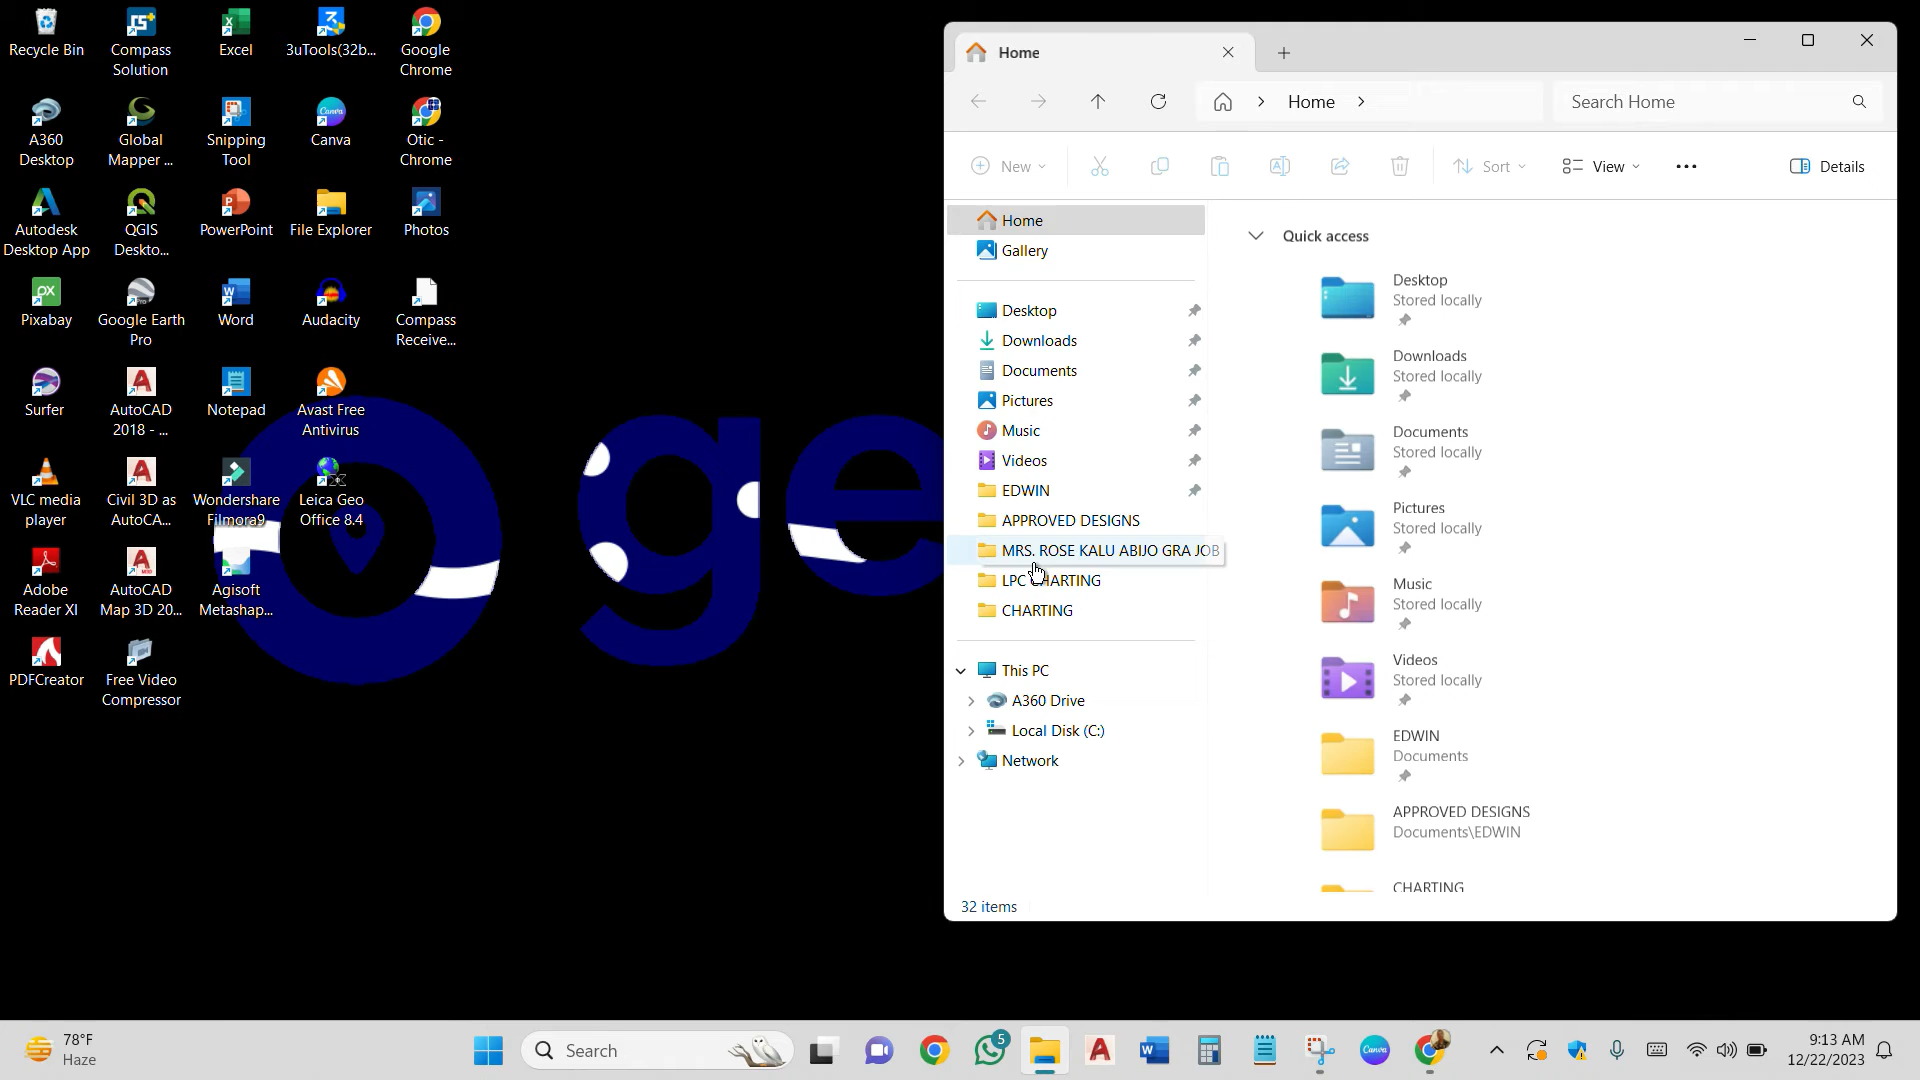 Recycle Bin
Compass
Solution
Excel
3uTools(32b...
Google
Chrome
A360
Desktop
Global
Mapper ...
Snipping
Tool
Canva
Otic -
Chrome
Autodesk
Desktop App
QGIS
Deskto...
PowerPoint
File Explorer
Photos
Pixabay
Google Earth
Pro
Word
Audacity
Compass
Receive...
Surfer
AutoCAD
2018 - ...
Notepad
Avast Free
Antivirus
VLC media
player
Civil 3D as
AutoCA...
Wondershare
Filmora9
Leica Geo
Office 8.4
Adobe
Reader XI
AutoCAD
Map 3D 20...
Agisoft
Metashap...
PDFCreator
Free Video
Compressor
O ge
Home
Home
Search Home
New
Sort
View
Details
Home
Gallery
Desktop
Downloads
Documents
Pictures
Music
Videos
EDWIN
APPROVED DESIGNS
MRS. ROSE KALU ABIJO GRA JOB
LPC CHARTING
CHARTING
This PC
A360 Drive
Local Disk (C:)
Network
32 items
Quick access
Desktop
Stored locally
Downloads
Stored locally
Documents
Stored locally
Pictures
Stored locally
Music
Stored locally
Videos
Stored locally
EDWIN
Documents
APPROVED DESIGNS
Documents\EDWIN
CHARTING
78°F
Haze
Search
5
9:13 AM
12/22/2023